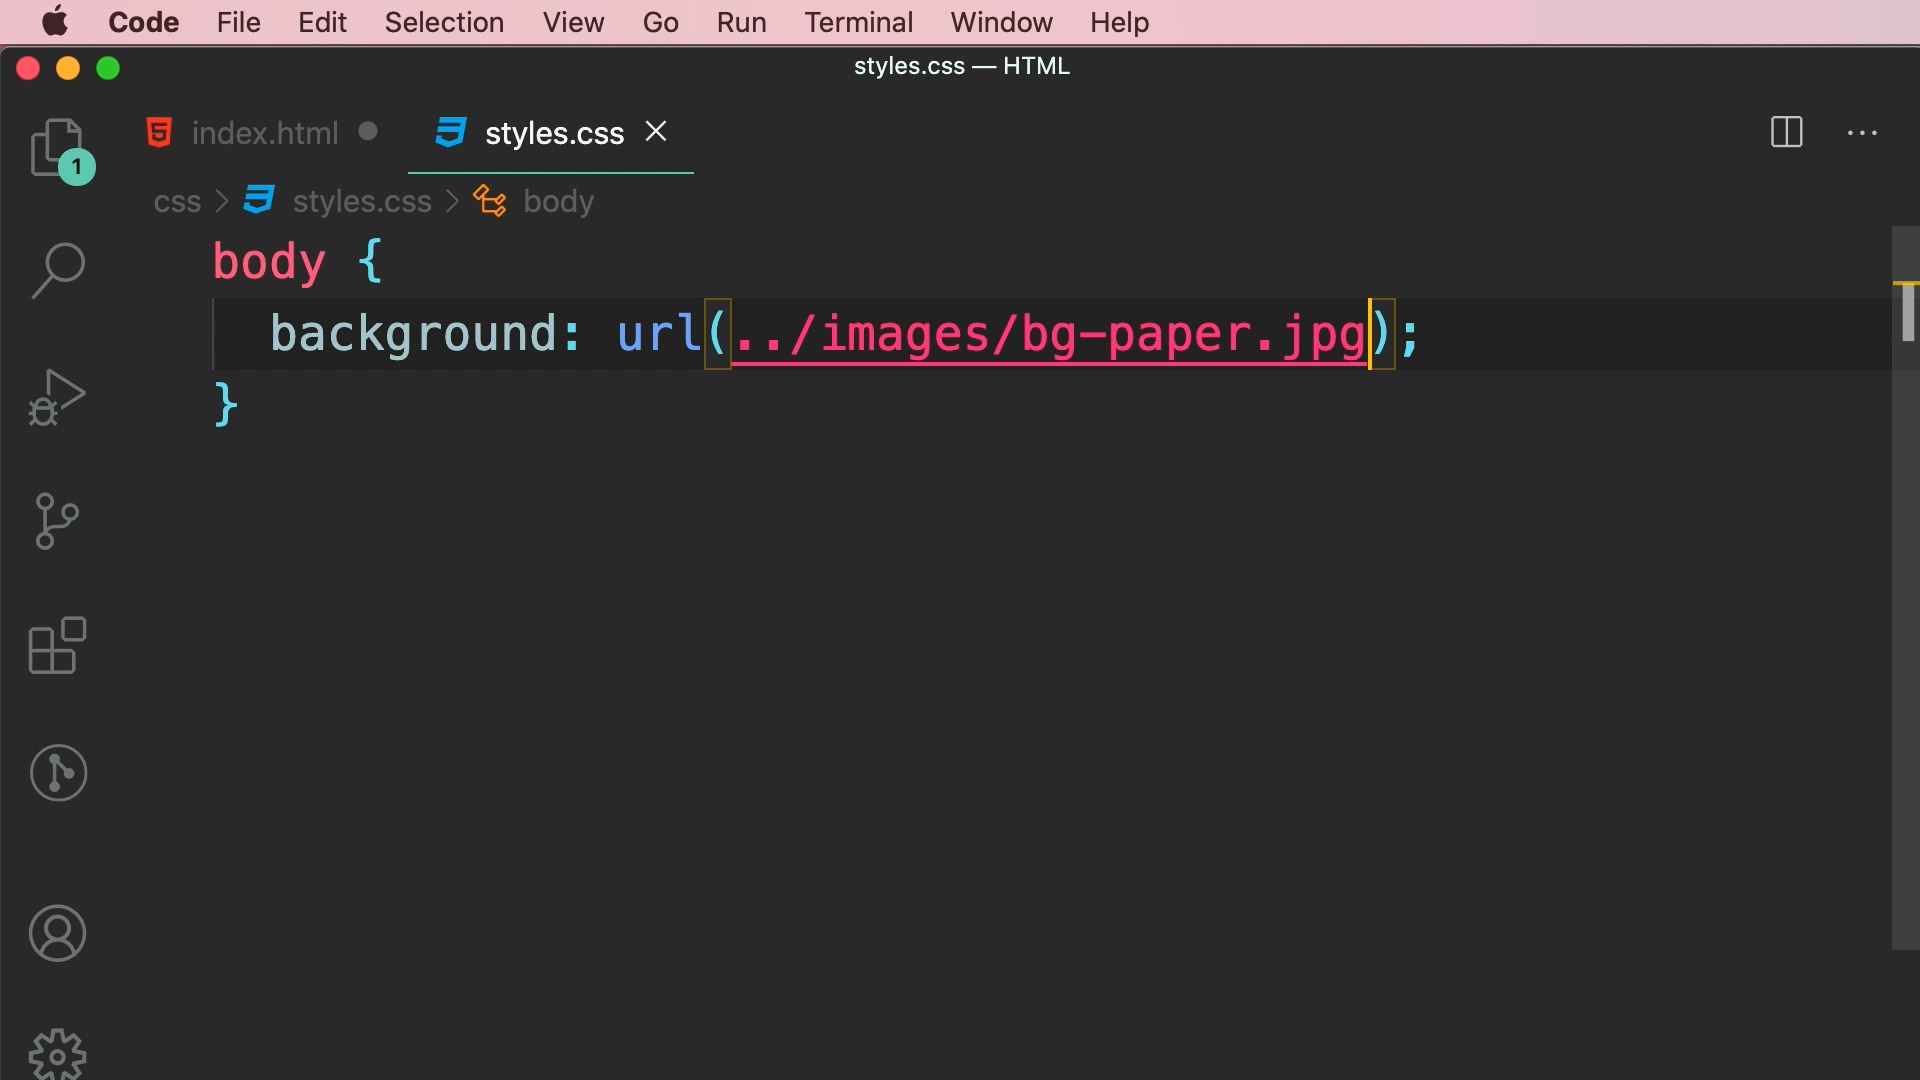 Code File Edit Selection View Go Run Terminal Window Help
styles.css — HTML
index.html styles.css
1
css > styles.css > body
body {
background: url(../images/bg-paper.jpg);
}